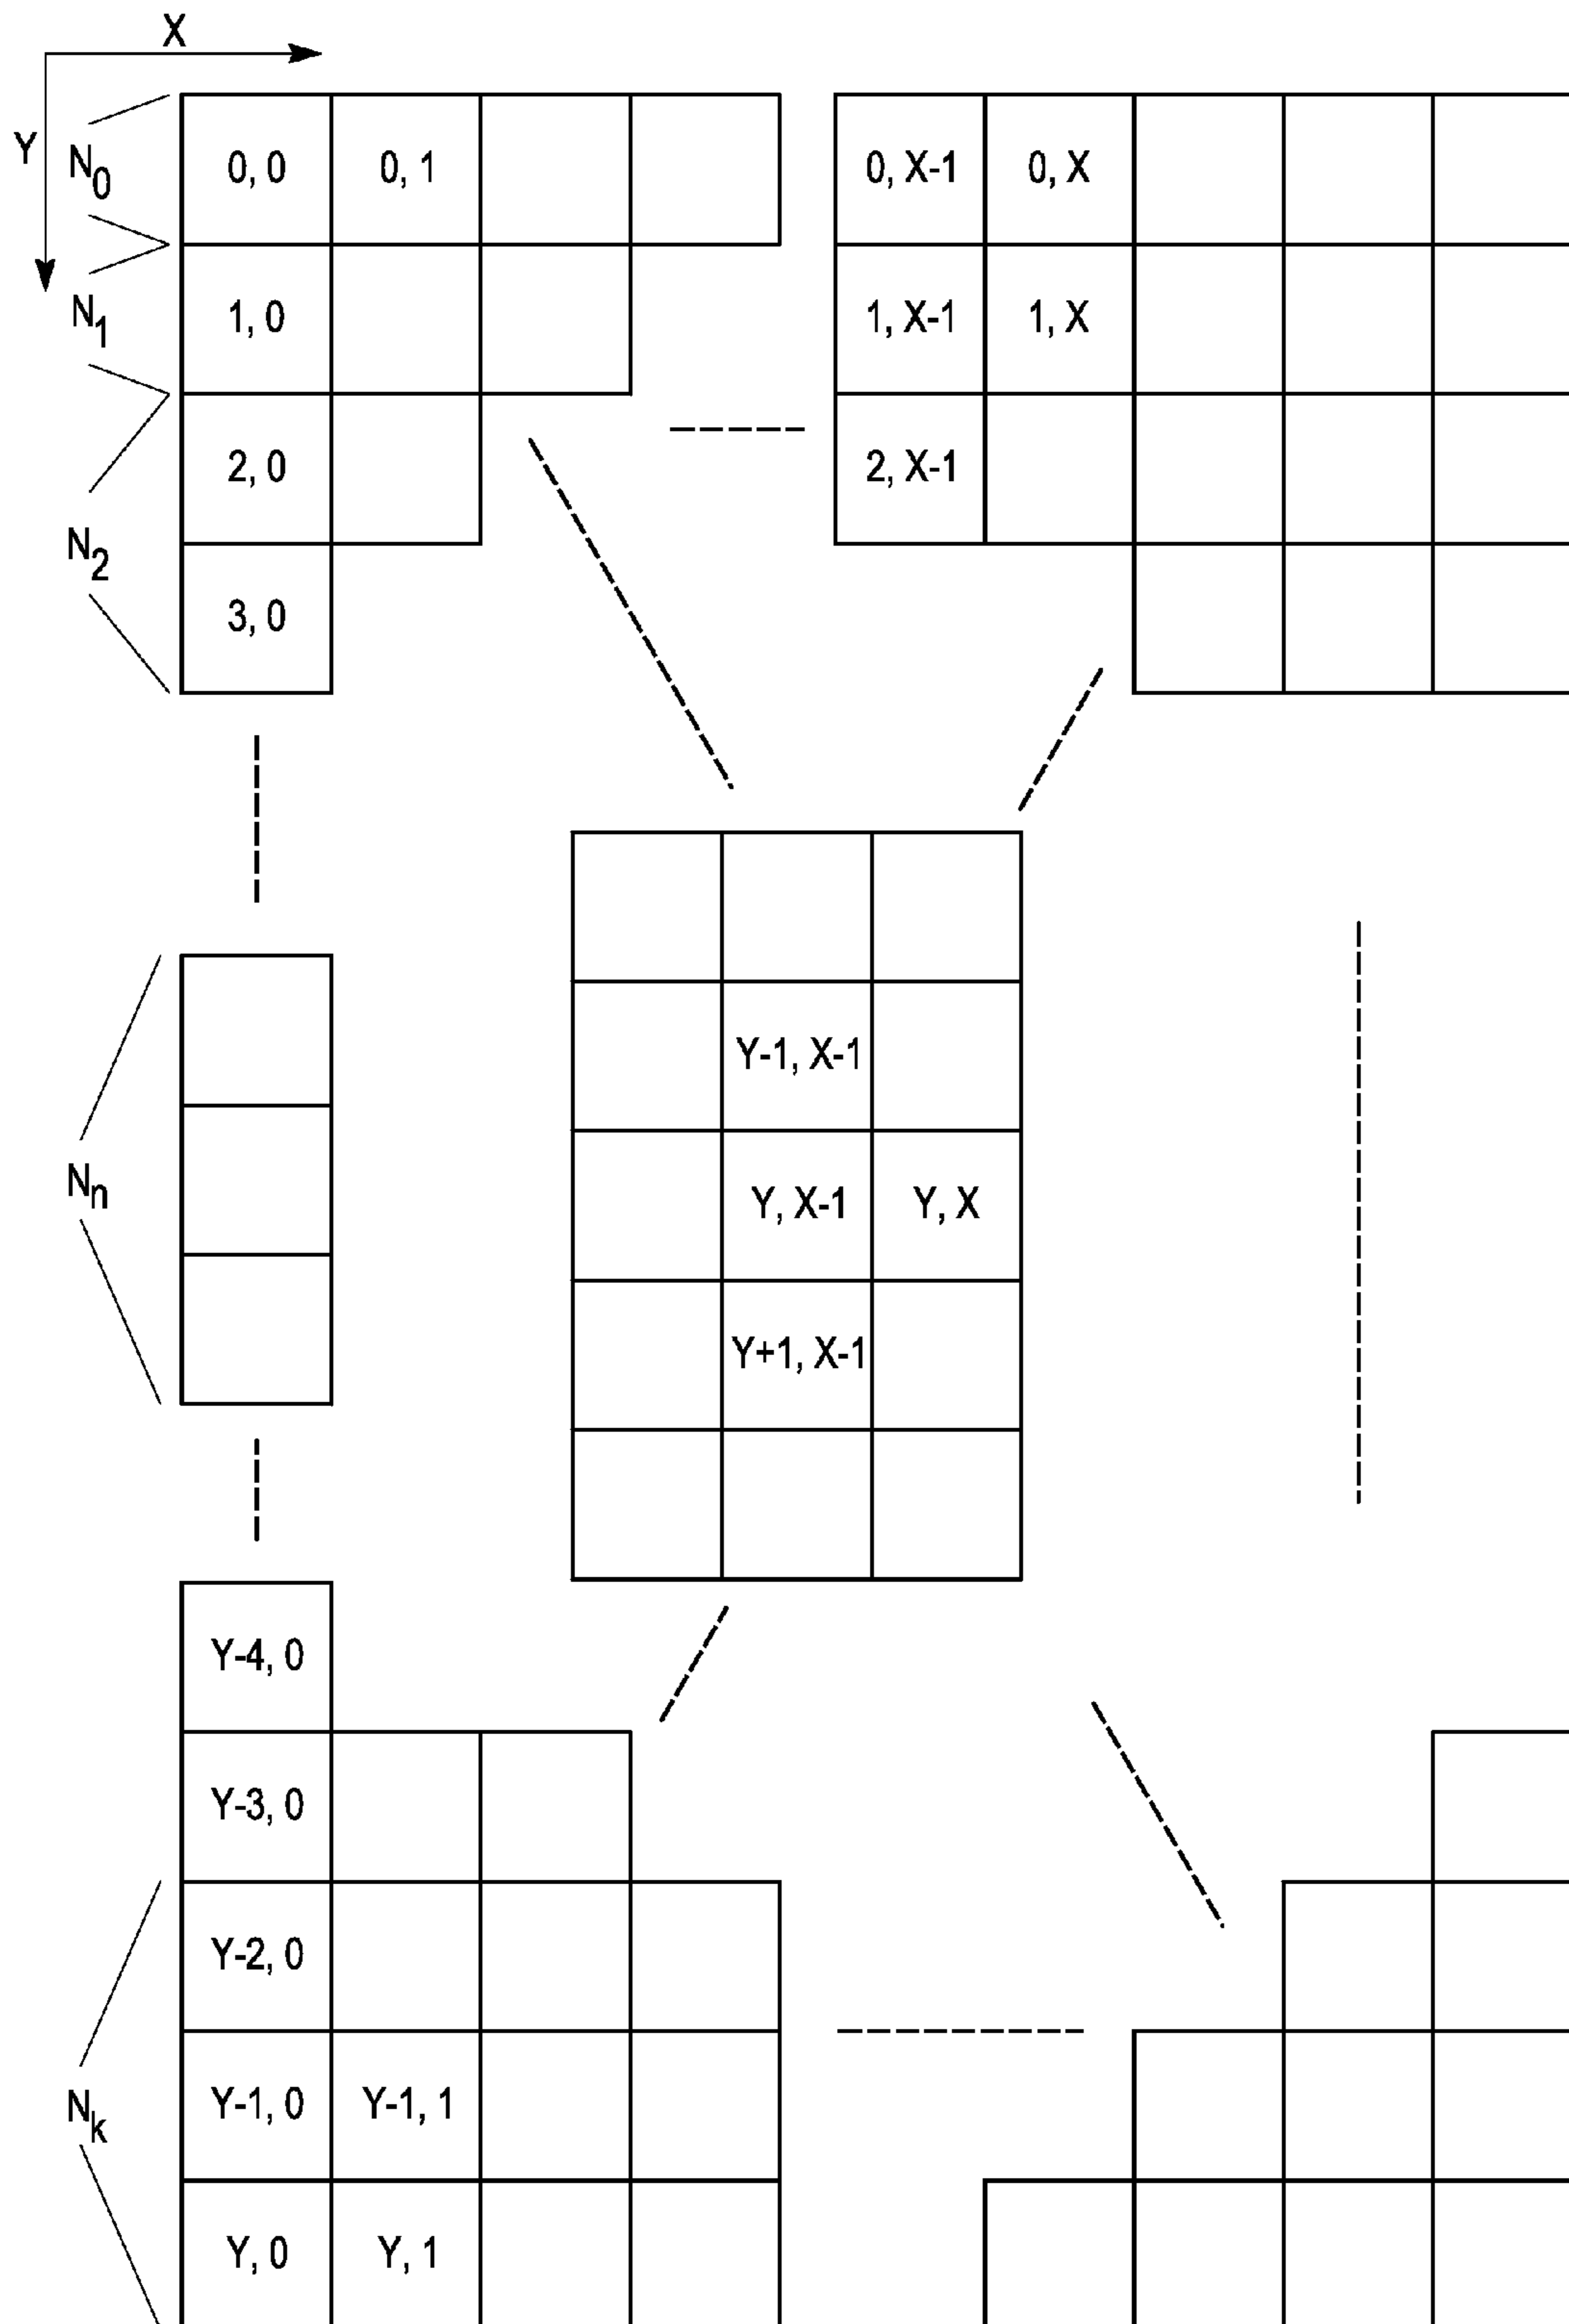 X
Y
N0 0, 0 0, 1 0, X-1 0, X
N1 1, 0 1, X-1 1, X
2, 0 2, X-1
N2
3, 0
Y-1, X-1
Nn Y, X-1 Y, X
Y+1, X-1
Y-4, 0
Y-3, 0
Y-2, 0
Nk Y-1, 0 Y-1, 1
Y, 0 Y, 1